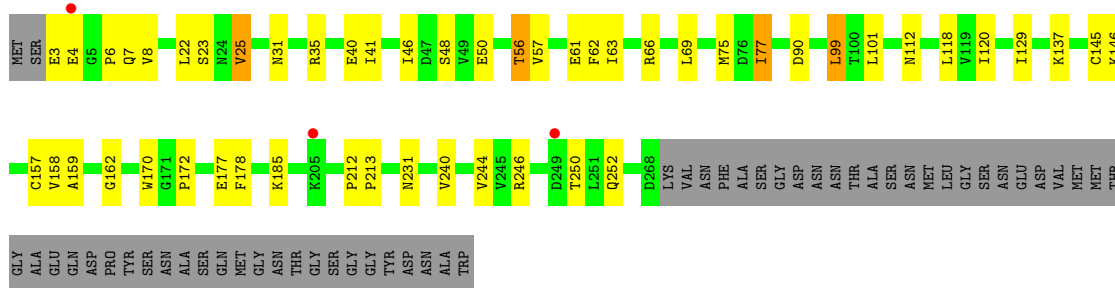 MET SER E3 E4 G5 P6 Q7 V8 L22 S23 N24 V25 N31 R35 E40 I41 I46 D47 S48 V49 E50 T56 V57 E61 F62 I63 R66 L69 M75 D76 I77 D90 L99 T100 L101 N112 L118 V119 I120 I129 K137 C145 K146
C157 V158 A159 G162 W170 G171 P172 E177 F178 K185 K205 P212 P213 N231 V240 V244 V245 R246 D249 T250 L251 Q252 D268 LYS VAL ASN PHE ALA SER GLY ASP ASN ASN THR ALA SER ASN MET LEU GLY SER ASN GLU ASP VAL MET MET THR
GLY ALA GLU GLN ASP PRO TYR SER ASN ALA SER GLN MET GLY ASN THR GLY SER GLY GLY TYR ASP ASN ALA TRP